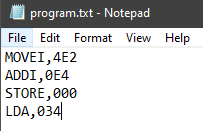 program.txt - Notepad
File Edit Format View Help
MOVEI,4E2
ADDI,0E4
STORE,000
LDA,034